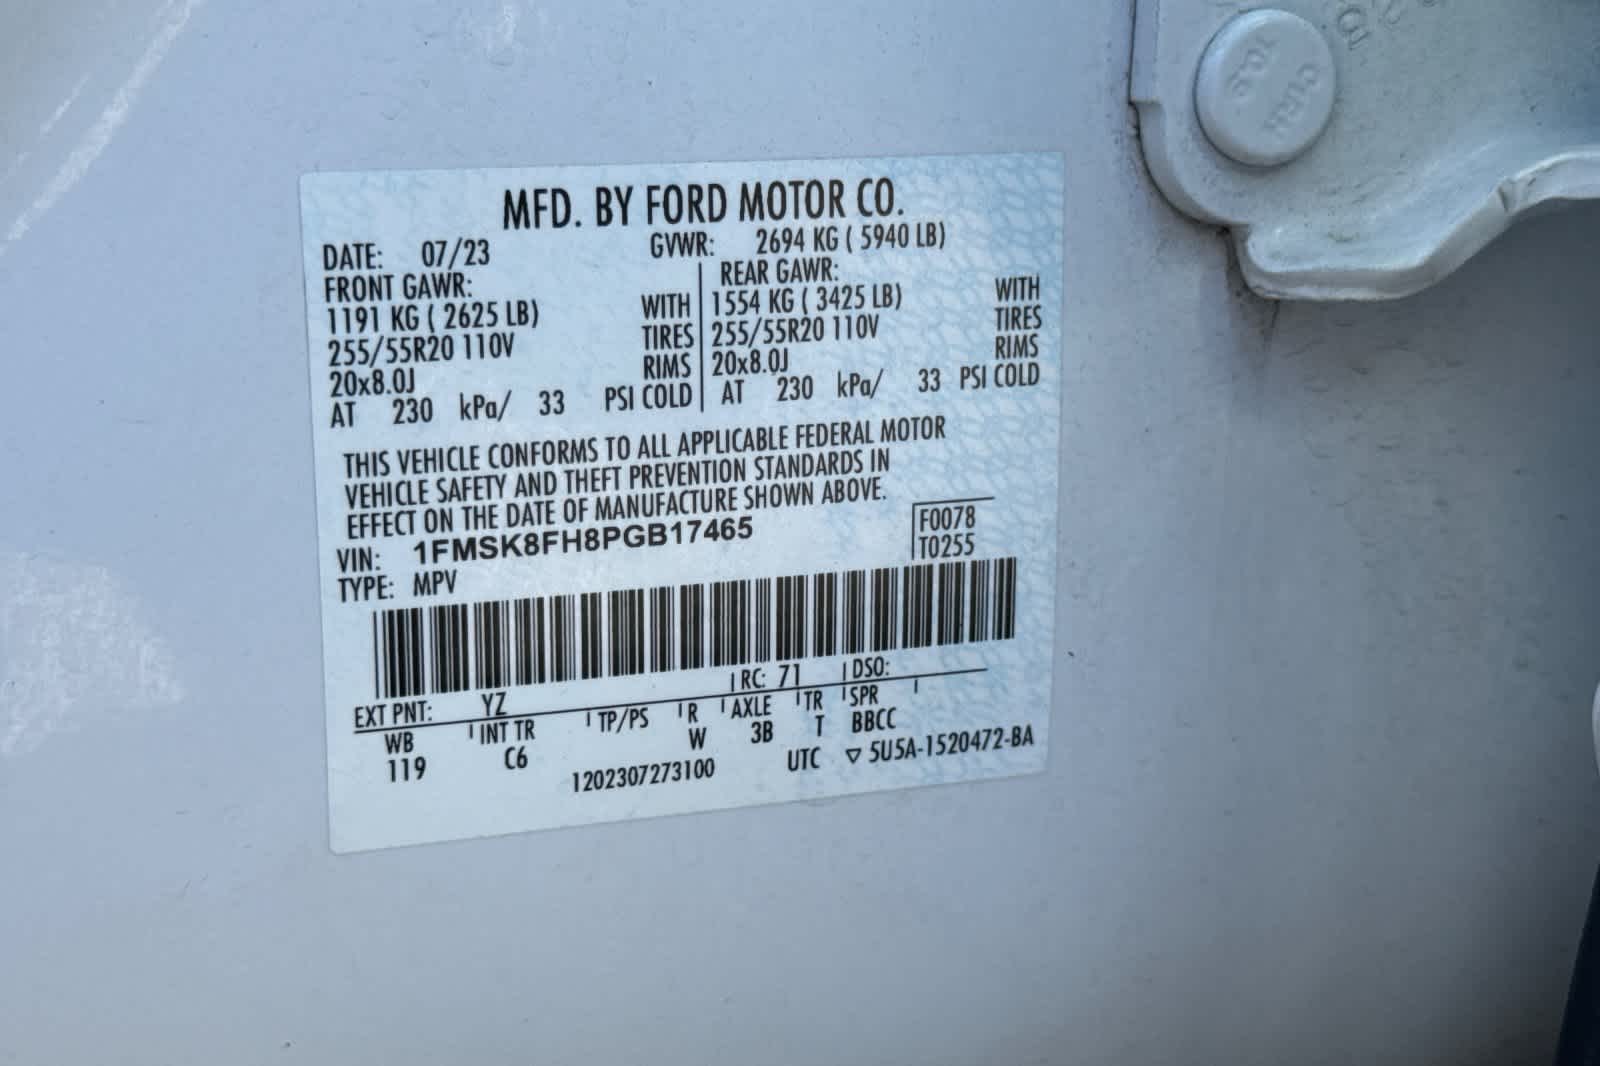 MFD. BY FORD MOTOR CO.
DATE: 07/23 GVWR: 2694 KG ( 5940 LB)
FRONT GAWR: REAR GAWR:
1191 KG ( 2625 LB) WITH 1554 KG ( 3425 LB) WITH
255/55R20 110V TIRES 255/55R20 110V TIRES
20x8.0J RIMS 20x8.0J RIMS
AT 230 kPa/ 33 PSI COLD AT 230 kPa/ 33 PSI COLD
THIS VEHICLE CONFORMS TO ALL APPLICABLE FEDERAL MOTOR
VEHICLE SAFETY AND THEFT PREVENTION STANDARDS IN
EFFECT ON THE DATE OF MANUFACTURE SHOWN ABOVE.
VIN: 1FMSK8FH8PGB17465 F0078
TYPE: MPV T0255
EXT PNT: YZ RC: 71 DSO:
WB INT TR TP/PS R AXLE TR SPR
119 C6 W 3B T BBCC
1202307273100 UTC ▽ 5U5A-1520472-BA